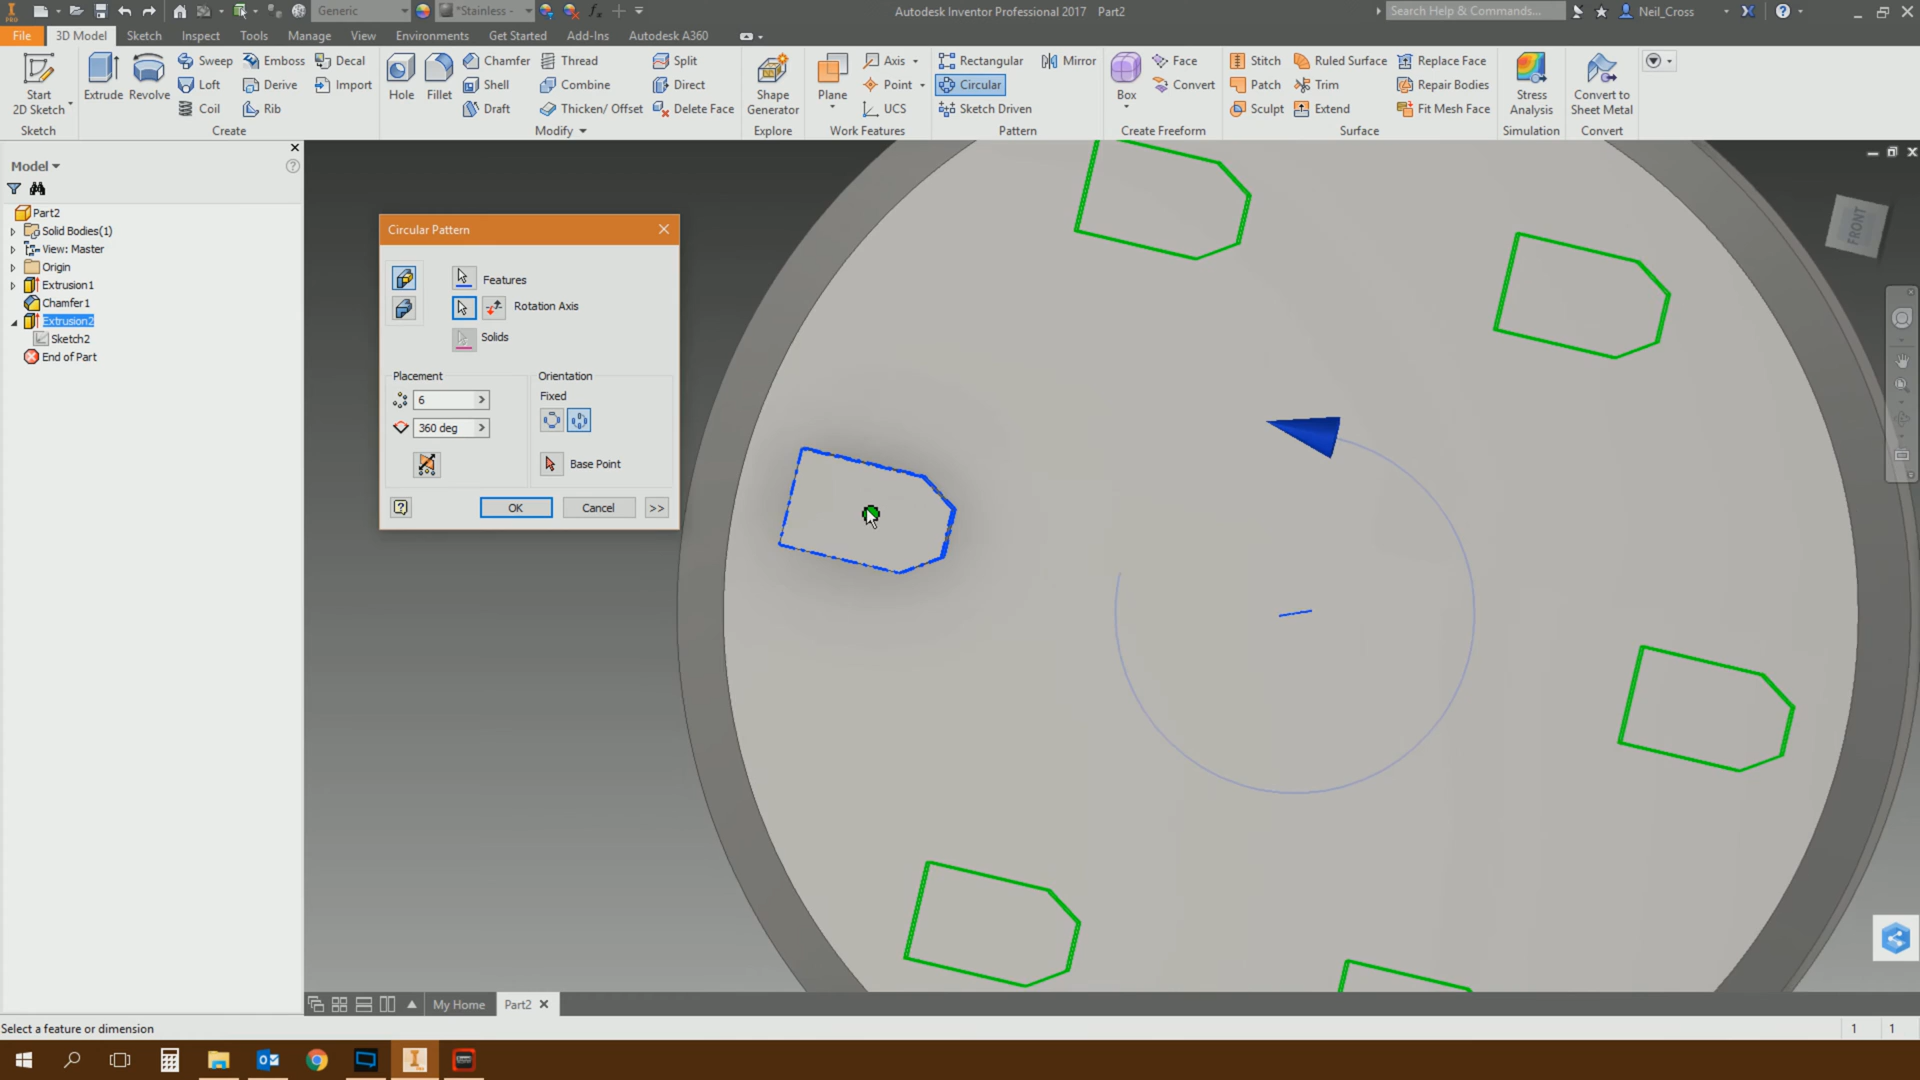 Generic
*Stainless
Autodesk Inventor Professional 2017 Part2
Search Help & Commands...
Neil_Cross
PRO
File
3D Model
Sketch
Inspect
Tools
Manage
View
Environments
Get Started
Add-Ins
Autodesk A360
Start
2D Sketch
Extrude
Revolve
Sweep
Loft
Coil
Emboss
Derive
Rib
Decal
Import
Hole
Fillet
Chamfer
Shell
Draft
Thread
Combine
Thicken/ Offset
Split
Direct
Delete Face
Shape
Generator
Plane
Axis
Point
UCS
Rectangular
Circular
Sketch Driven
Mirror
Box
Face
Convert
Stitch
Patch
Sculpt
Ruled Surface
Trim
Extend
Replace Face
Repair Bodies
Fit Mesh Face
Stress
Analysis
Convert to
Sheet Metal
Sketch
Create
Modify
Explore
Work Features
Pattern
Create Freeform
Surface
Simulation
Convert
Model
Part2
Solid Bodies(1)
View: Master
Origin
Extrusion1
Chamfer1
Extrusion2
Sketch2
End of Part
Circular Pattern
Features
Rotation Axis
Solids
Placement
6
360 deg
Orientation
Fixed
Base Point
OK
Cancel
>>
FRONT
My Home
Part2
Select a feature or dimension
1 1